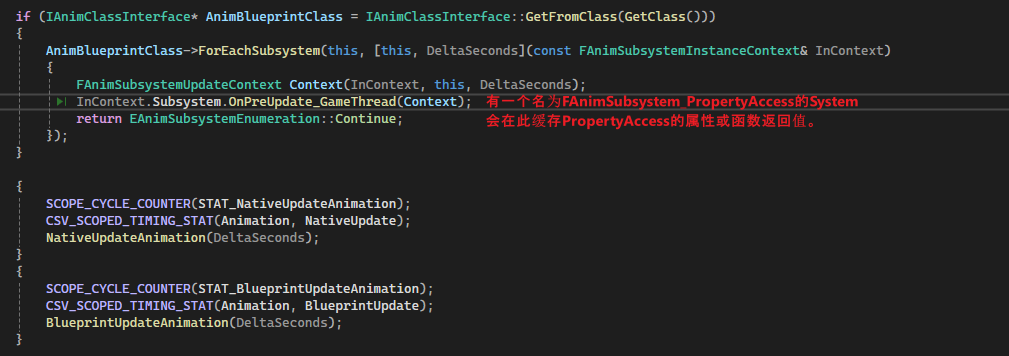 if (IAnimClassInterface* AnimBlueprintClass = IAnimClassInterface::GetFromClass(GetClass()))
{
AnimBlueprintClass->ForEachSubsystem(this, [this, DeltaSeconds](const FAnimSubsystemInstanceContext& InContext)
{
FAnimSubsystemUpdateContext Context(InContext, this, DeltaSeconds);
InContext.Subsystem.OnPreUpdate_GameThread(Context); 有一个名为FAnimSubsystem_PropertyAccess的System
return EAnimSubsystemEnumeration::Continue; 会在此缓存PropertyAccess的属性或函数返回值。
});
}
{
SCOPE_CYCLE_COUNTER(STAT_NativeUpdateAnimation);
CSV_SCOPED_TIMING_STAT(Animation, NativeUpdate);
NativeUpdateAnimation(DeltaSeconds);
}
{
SCOPE_CYCLE_COUNTER(STAT_BlueprintUpdateAnimation);
CSV_SCOPED_TIMING_STAT(Animation, BlueprintUpdate);
BlueprintUpdateAnimation(DeltaSeconds);
}